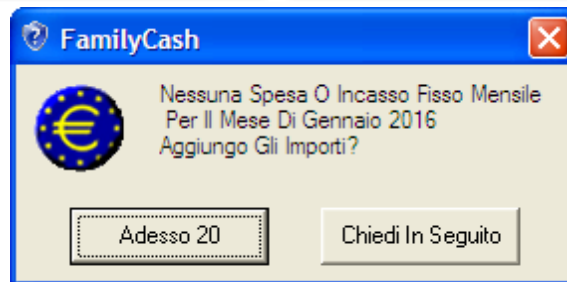 FamilyCash
Nessuna Spesa O Incasso Fisso Mensile
Per Il Mese Di Gennaio 2016
Aggiungo Gli Importi?
Adesso 20
Chiedi In Seguito